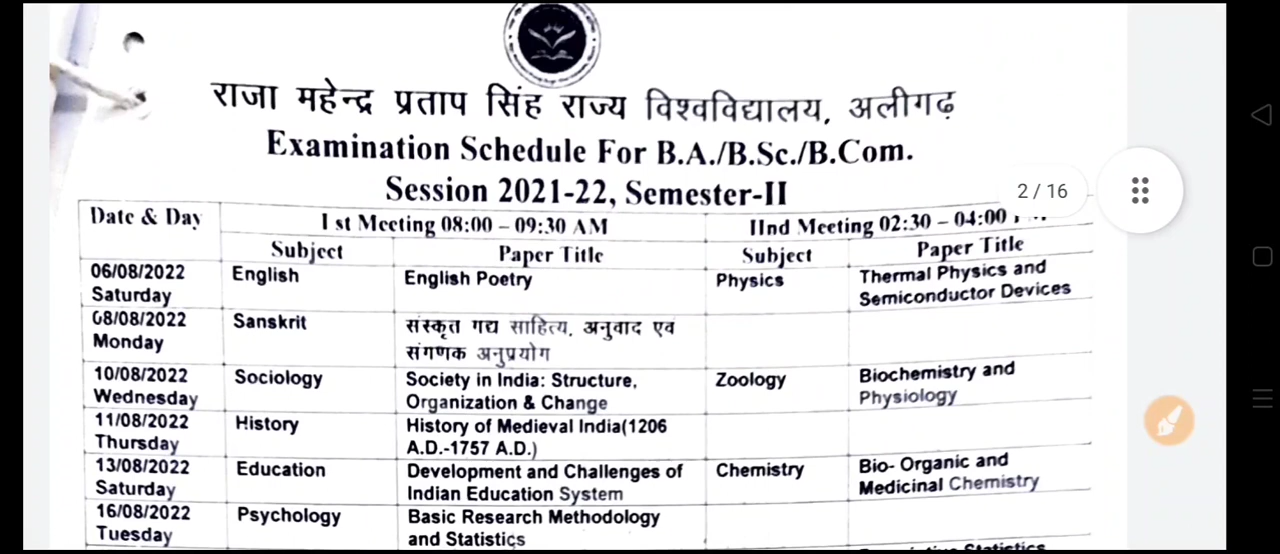 राजा महेन्द्र प्रताप सिंह राज्य विश्वविद्यालय, अलीगढ़
Examination Schedule For B.A./B.Sc./B.Com.
Session 2021-22, Semester-II
2 / 16
Date & Day
I st Meeting 08:00 – 09:30 AM
IInd Meeting 02:30 – 04:00
Subject
Paper Title
Subject
Paper Title
06/08/2022
Saturday
English
English Poetry
Physics
Thermal Physics and
Semiconductor Devices
08/08/2022
Monday
Sanskrit
संस्कृत गद्य साहित्य, अनुवाद एवं
संगणक अनुप्रयोग
10/08/2022
Wednesday
Sociology
Society in India: Structure,
Organization & Change
Zoology
Biochemistry and
Physiology
11/08/2022
Thursday
History
History of Medieval India(1206
A.D.-1757 A.D.)
13/08/2022
Saturday
Education
Development and Challenges of
Indian Education System
Chemistry
Bio- Organic and
Medicinal Chemistry
16/08/2022
Tuesday
Psychology
Basic Research Methodology
and Statistics
Statistics